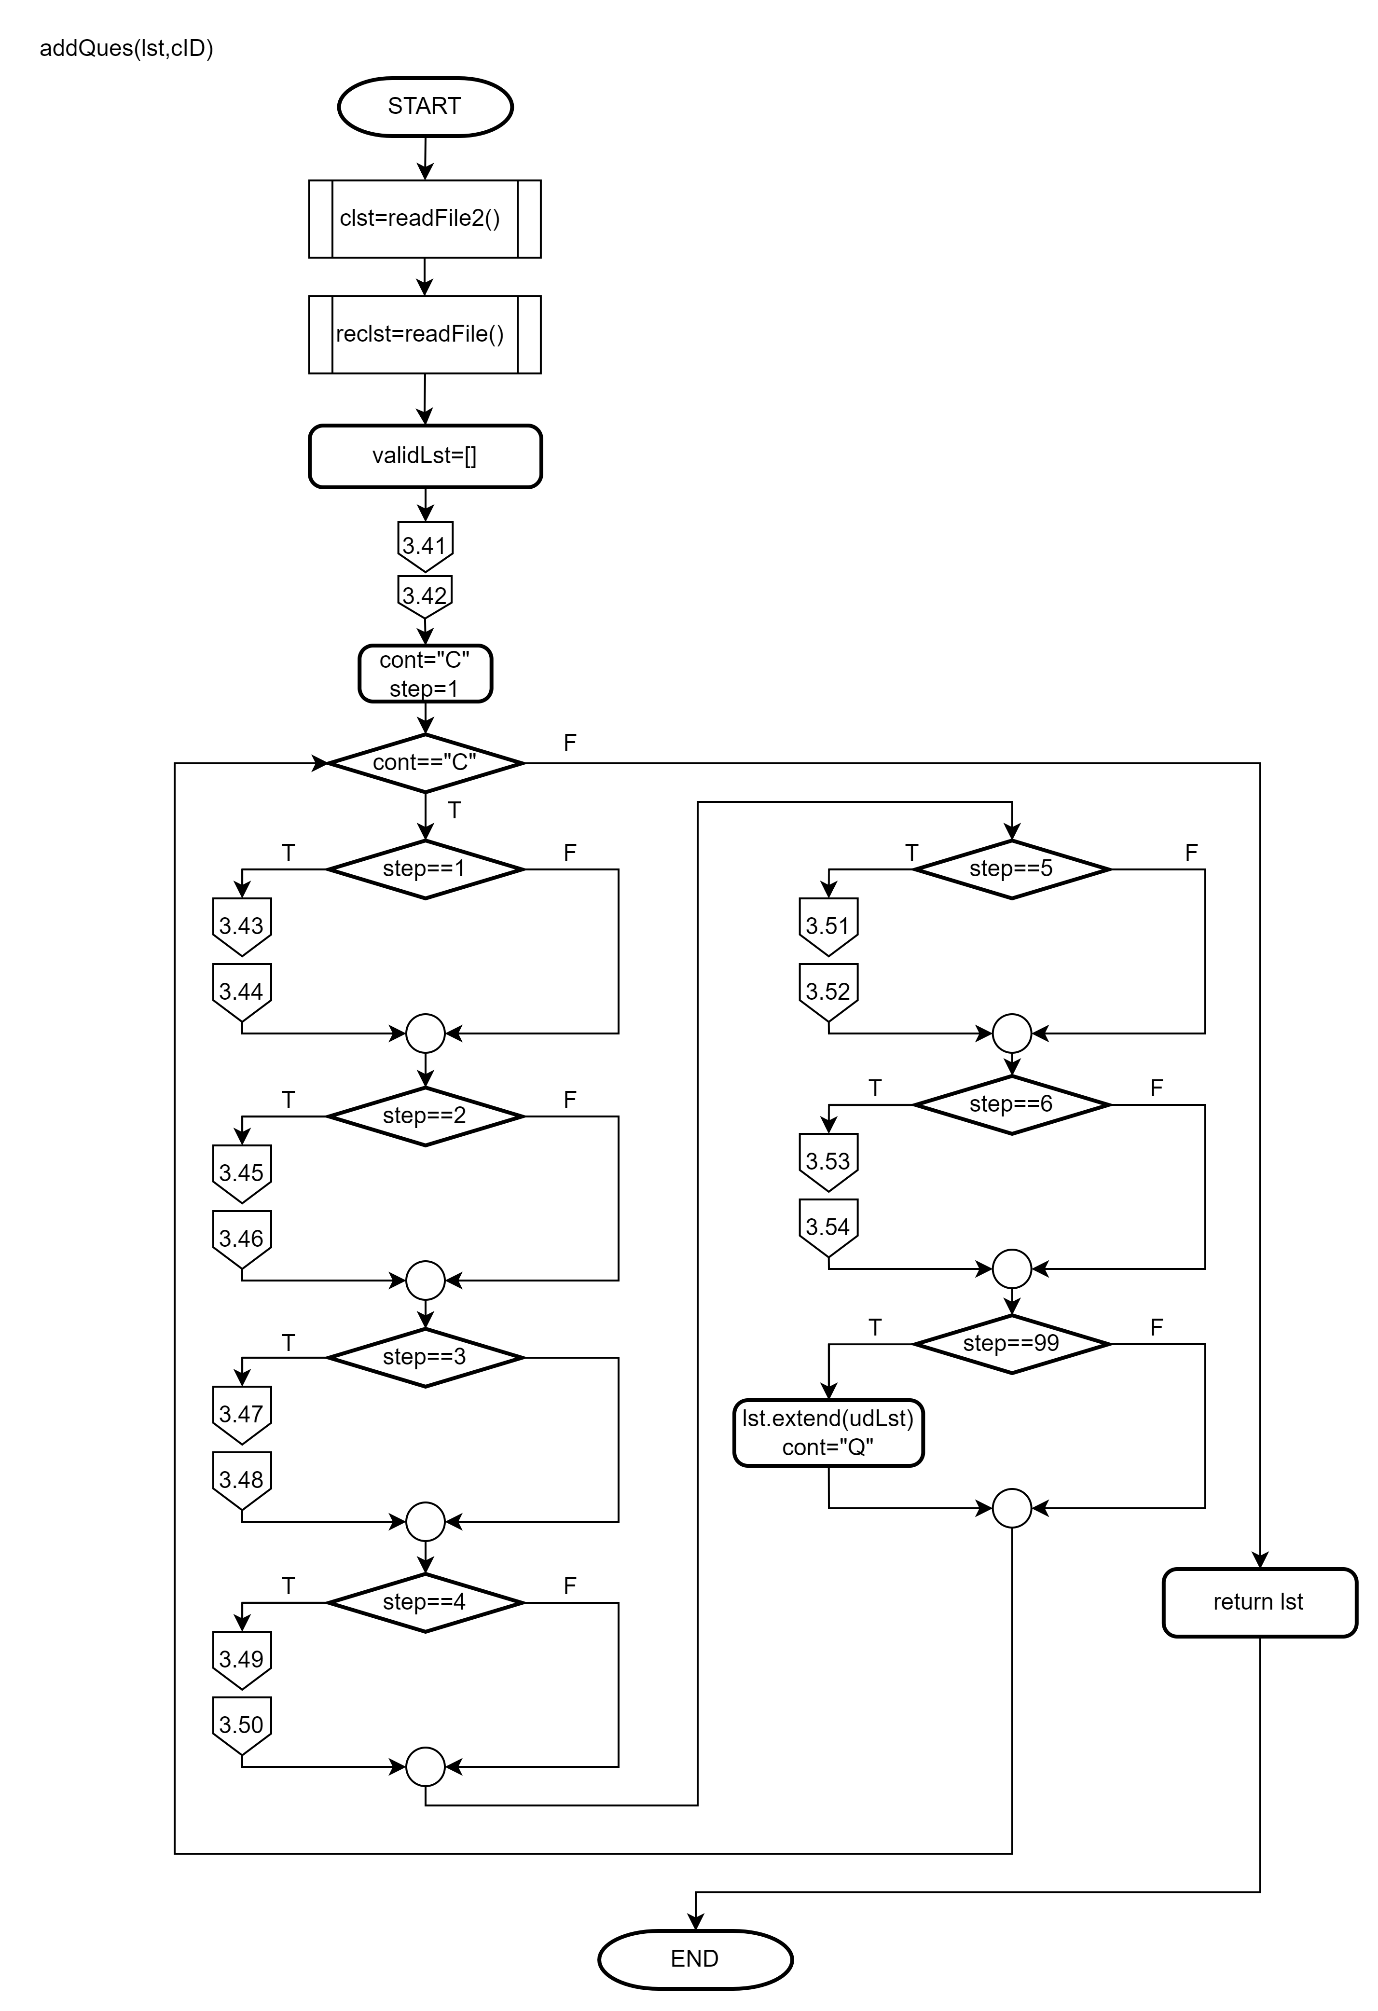 addQues(lst,cID)
START
clst=readFile2()
reclst=readFile()
validLst=[]
3.41
3.42
cont="C"
step=1
cont=="C"
F
T
T
step==1
F
3.43
3.44
T
step==2
F
3.45
3.46
T
step==3
3.47
3.48
T
step==4
F
3.49
3.50
T
step==5
F
3.51
3.52
T
step==6
F
3.53
3.54
T
step==99
F
lst.extend(udLst)
cont="Q"
return lst
END